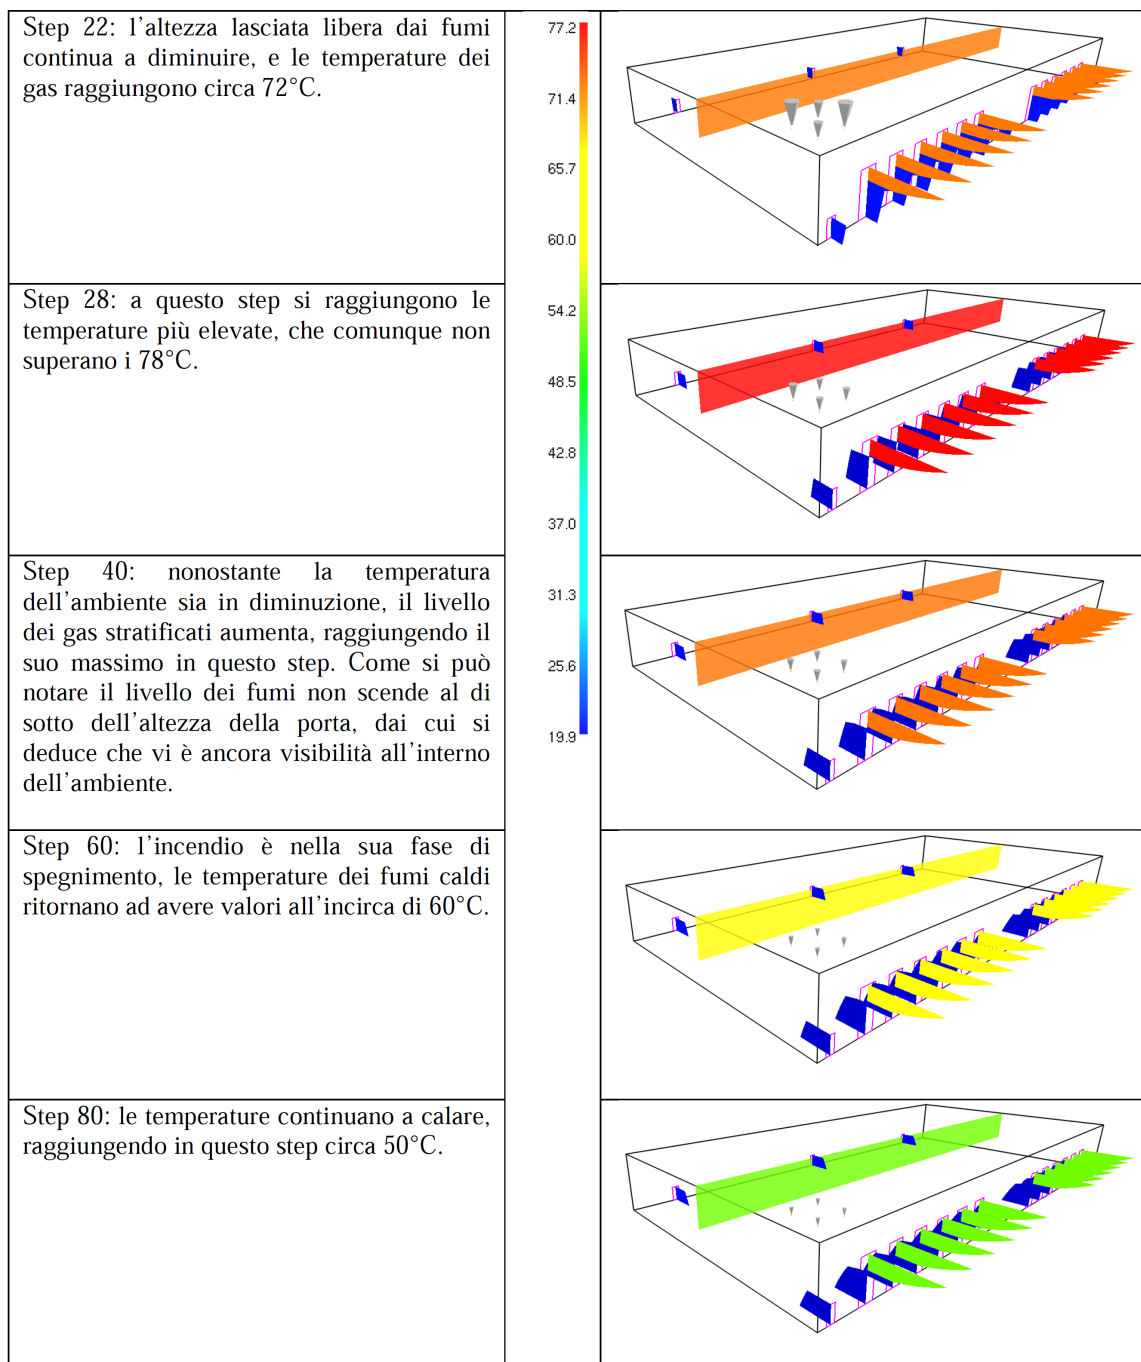 Step 22: l'altezza lasciata libera dai fumi
continua a diminuire, e le temperature dei
gas raggiungono circa 72°C.
77.2
71.4
65.7
60.0
54.2
48.5
42.8
37.0
31.3
25.6
19.9
Step 28: a questo step si raggiungono le
temperature più elevate, che comunque non
superano i 78°C.
Step 40: nonostante la temperatura
dell'ambiente sia in diminuzione, il livello
dei gas stratificati aumenta, raggiungendo il
suo massimo in questo step. Come si può
notare il livello dei fumi non scende al di
sotto dell'altezza della porta, dai cui si
deduce che vi è ancora visibilità all'interno
dell'ambiente.
Step 60: l'incendio è nella sua fase di
spegnimento, le temperature dei fumi caldi
ritornano ad avere valori all'incirca di 60°C.
Step 80: le temperature continuano a calare,
raggiungendo in questo step circa 50°C.